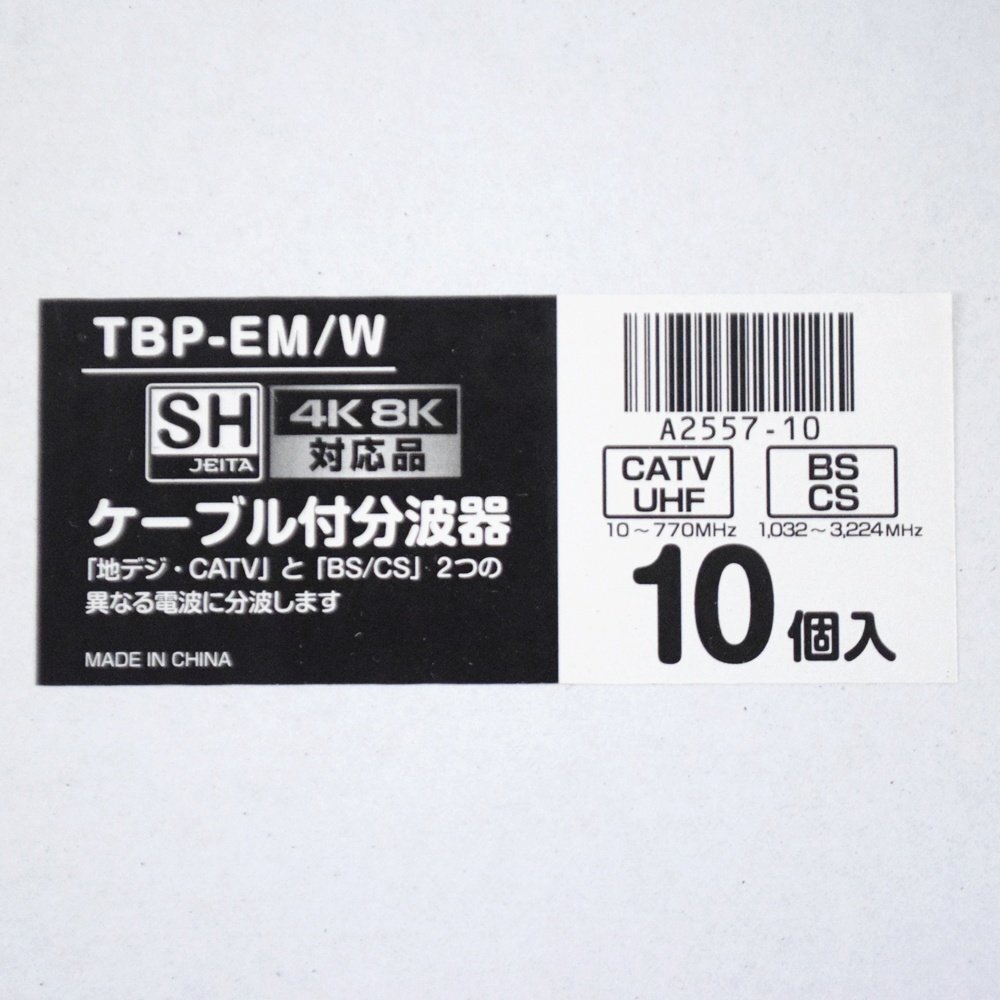 TBP-EM/W
SH
JEITA
4K 8K
対応品
ケーブル付分波器
「地デジ・CATV」と「BS/CS」2つの
異なる電波に分波します
MADE IN CHINA
A2557-10
CATV
UHF
10～770MHz
BS
CS
1,032～3,224MHz
10個入